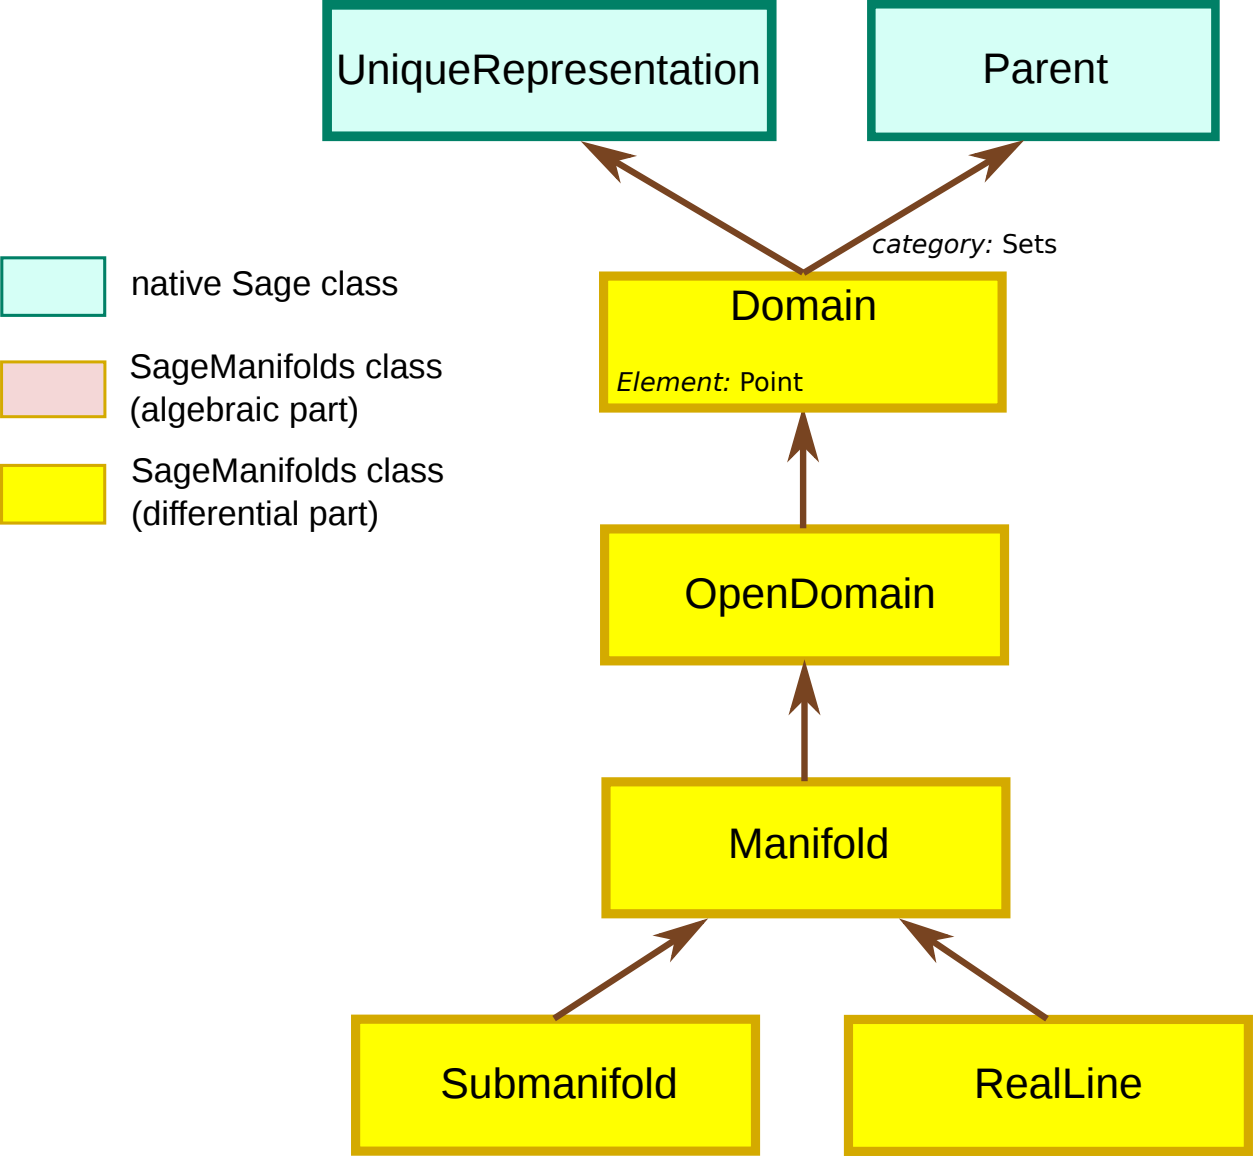 UniqueRepresentation
Parent
category: Sets
native Sage class
Domain
Element: Point
SageManifolds class
(algebraic part)
SageManifolds class
(differential part)
OpenDomain
Manifold
Submanifold
RealLine